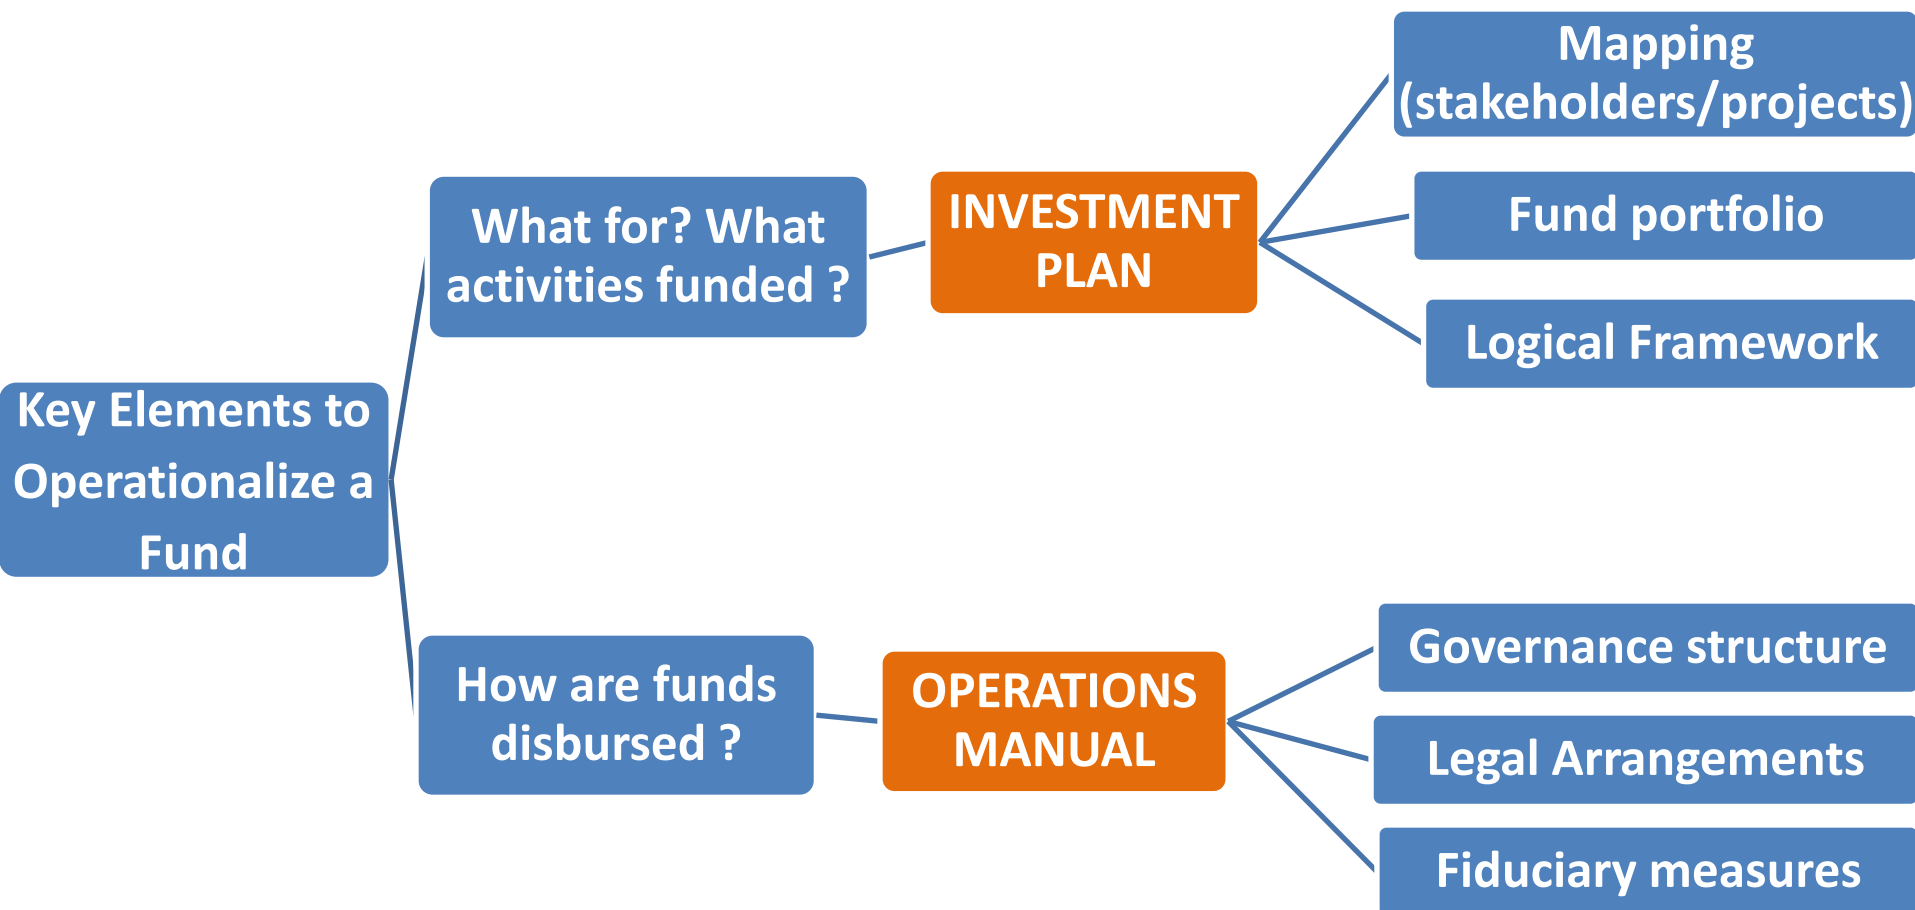 Key Elements to
Operationalize a
Fund
What for? What
activities funded ?
INVESTMENT
PLAN
Mapping
(stakeholders/projects)
Fund portfolio
Logical Framework
How are funds
disbursed ?
OPERATIONS
MANUAL
Governance structure
Legal Arrangements
Fiduciary measures